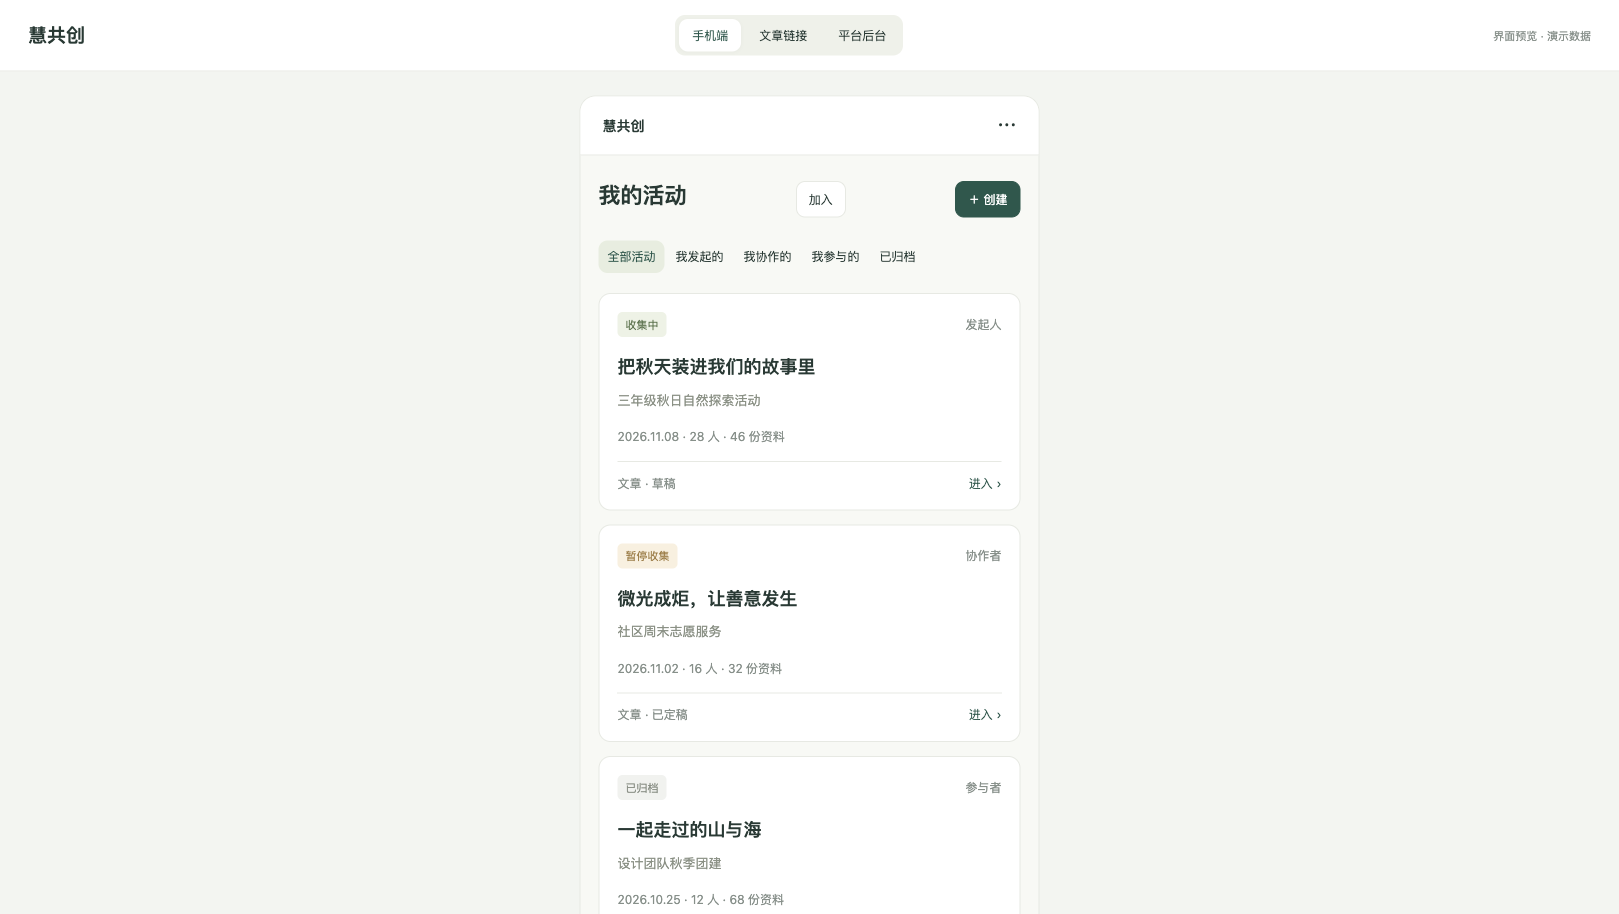 慧共创
手机端 文章链接 平台后台
界面预览 · 演示数据
慧共创 ···
我的活动 加入 + 创建
全部活动 我发起的 我协作的 我参与的 已归档
收集中 发起人
把秋天装进我们的故事里
三年级秋日自然探索活动
2026.11.08 · 28 人 · 46 份资料
文章 · 草稿 进入 ›
暂停收集 协作者
微光成炬，让善意发生
社区周末志愿服务
2026.11.02 · 16 人 · 32 份资料
文章 · 已定稿 进入 ›
已归档 参与者
一起走过的山与海
设计团队秋季团建
2026.10.25 · 12 人 · 68 份资料